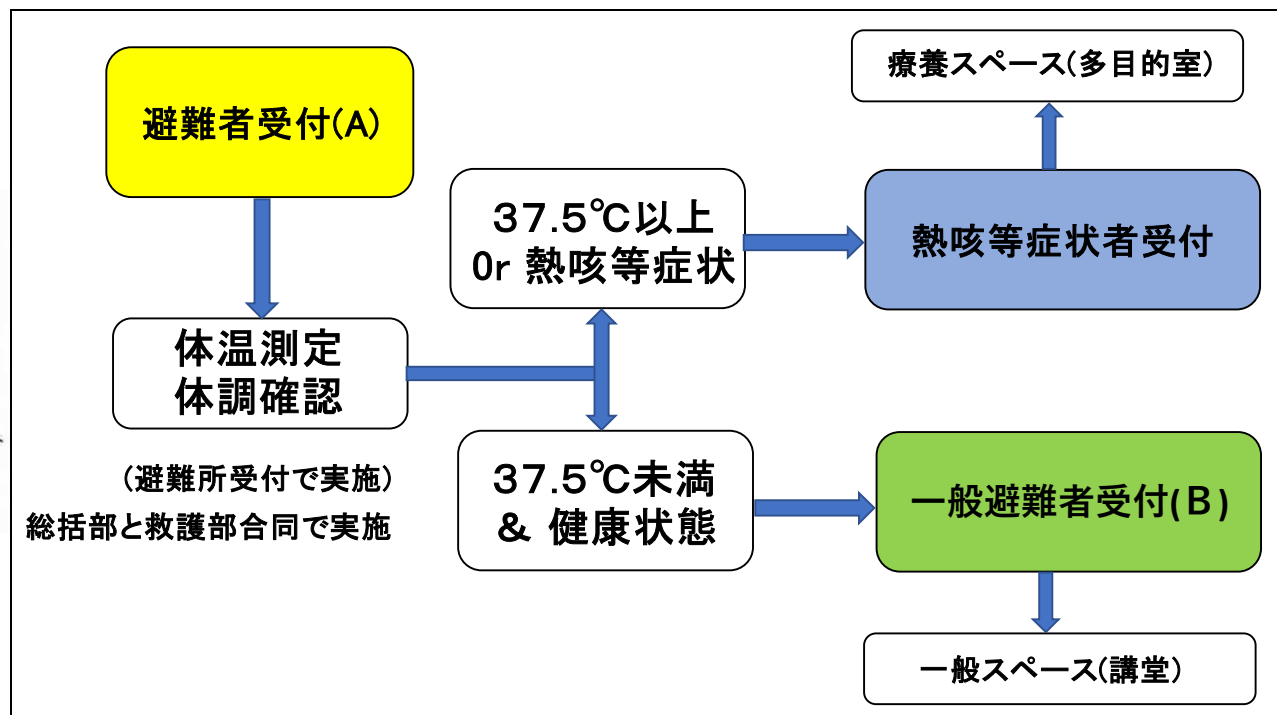 避難者受付(A)
体温測定
体調確認
(避難所受付で実施)
総括部と救護部合同で実施
37.5℃以上
Or 熱咳等症状
熱咳等症状者受付
療養スペース(多目的室)
37.5℃未満
& 健康状態
一般避難者受付(B)
一般スペース(講堂)